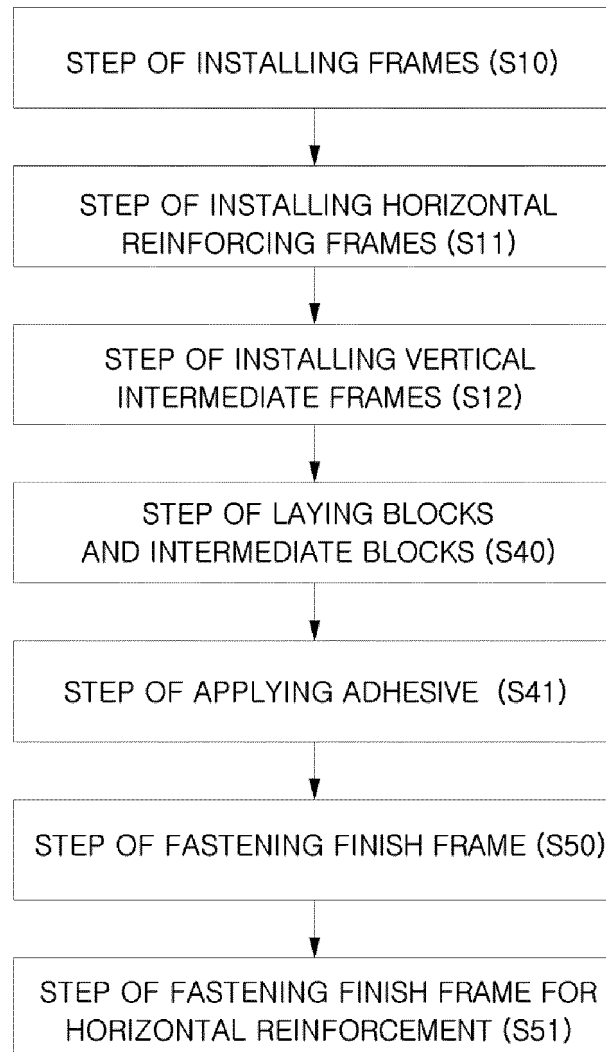 STEP OF INSTALLING FRAMES (S10)
STEP OF INSTALLING HORIZONTAL
REINFORCING FRAMES (S11)
STEP OF INSTALLING VERTICAL
INTERMEDIATE FRAMES (S12)
STEP OF LAYING BLOCKS
AND INTERMEDIATE BLOCKS (S40)
STEP OF APPLYING ADHESIVE (S41)
STEP OF FASTENING FINISH FRAME (S50)
STEP OF FASTENING FINISH FRAME FOR
HORIZONTAL REINFORCEMENT (S51)